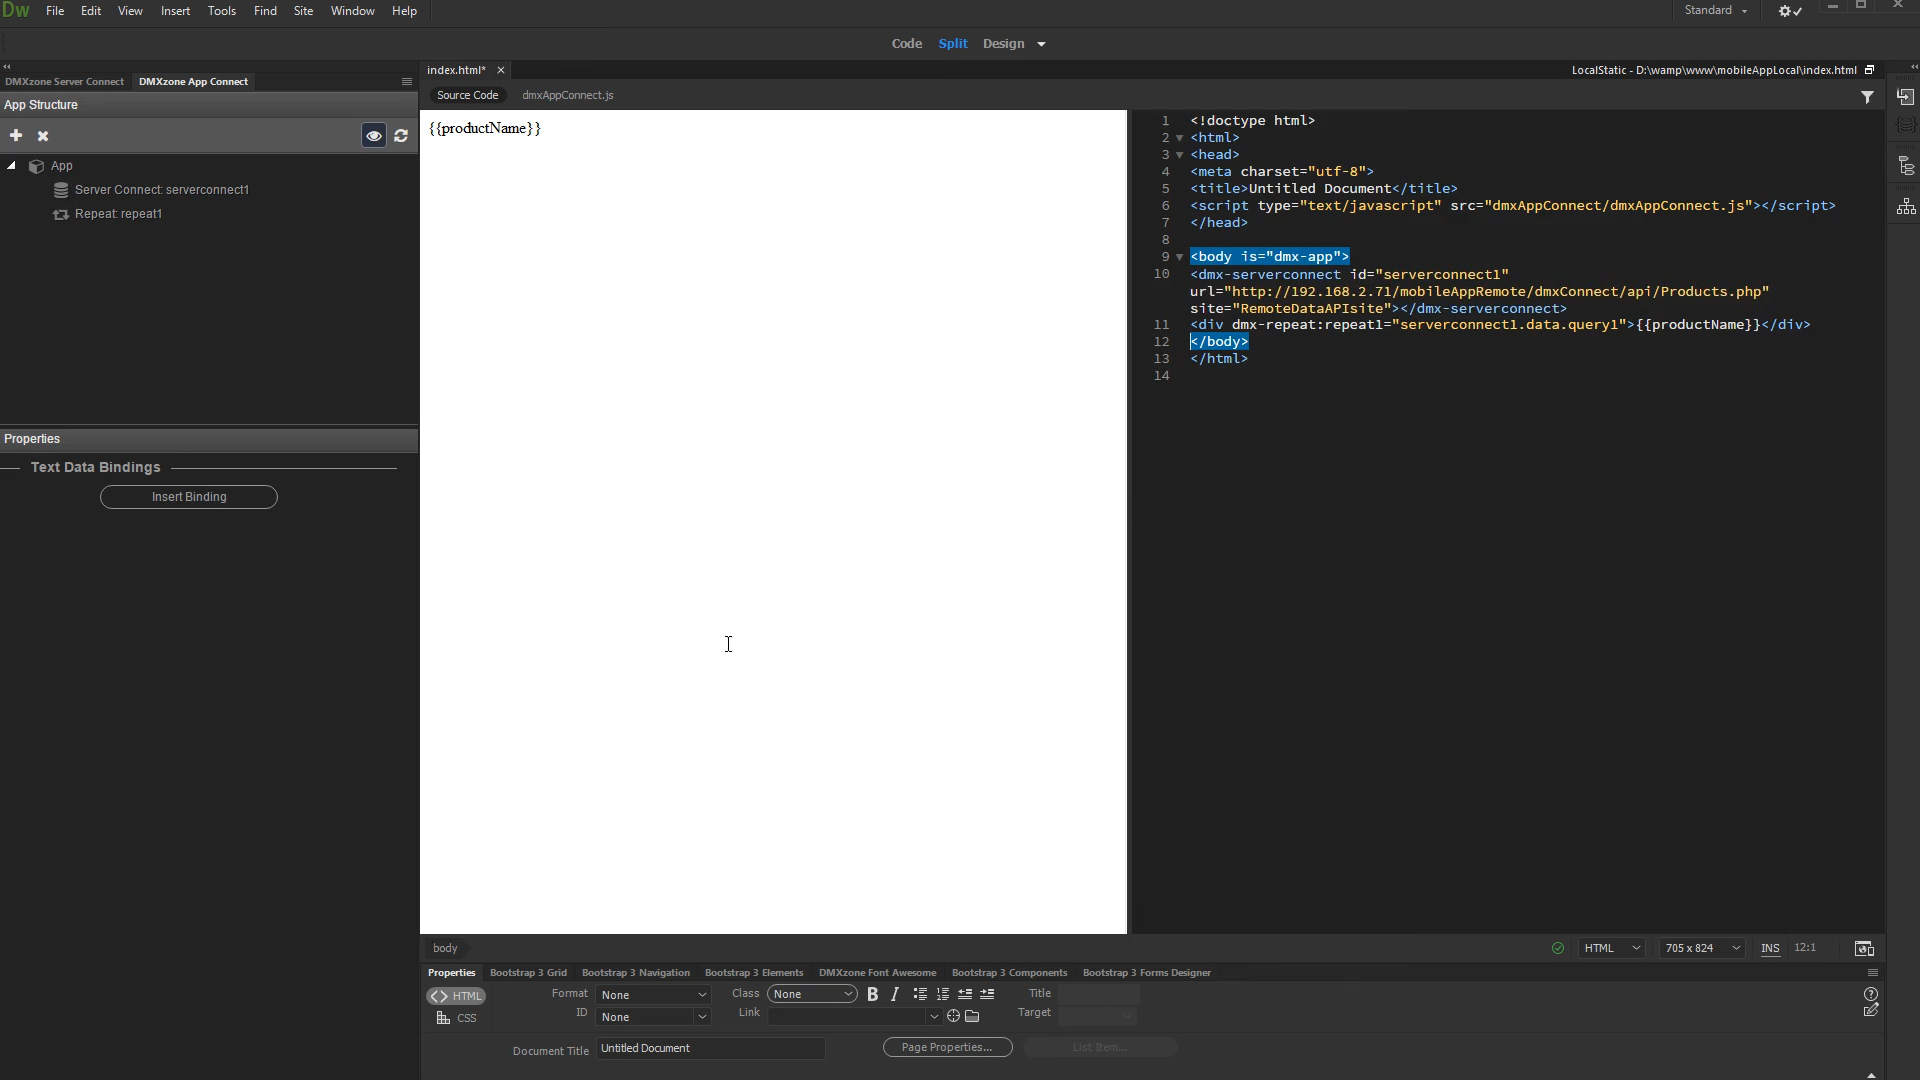 Dw File Edit View Insert Tools Find Site Window Help
Standard
Code Split Design
DMXzone Server Connect DMXzone App Connect
App Structure
App
Server Connect: serverconnect1
Repeat: repeat1
Properties
Text Data Bindings
Insert Binding
index.html*
LocalStatic - D:\wamp\www\mobileAppLocal\index.html
Source Code dmxAppConnect.js
{{productName}}
1 <!doctype html>
2 <html>
3 <head>
4 <meta charset="utf-8">
5 <title>Untitled Document</title>
6 <script type="text/javascript" src="dmxAppConnect/dmxAppConnect.js"></script>
7 </head>
8
9 <body is="dmx-app">
10 <dmx-serverconnect id="serverconnect1"
url="http://192.168.2.71/mobileAppRemote/dmxConnect/api/Products.php"
site="RemoteDataAPIsite"></dmx-serverconnect>
11 <div dmx-repeat:repeat1="serverconnect1.data.query1">{{productName}}</div>
12 </body>
13 </html>
14
body
HTML 705 x 824 INS 12:1
Properties Bootstrap 3 Grid Bootstrap 3 Navigation Bootstrap 3 Elements DMXzone Font Awesome Bootstrap 3 Components Bootstrap 3 Forms Designer
<> HTML Format None Class None B I Title
CSS ID None Link Target
Document Title Untitled Document Page Properties... List Item...